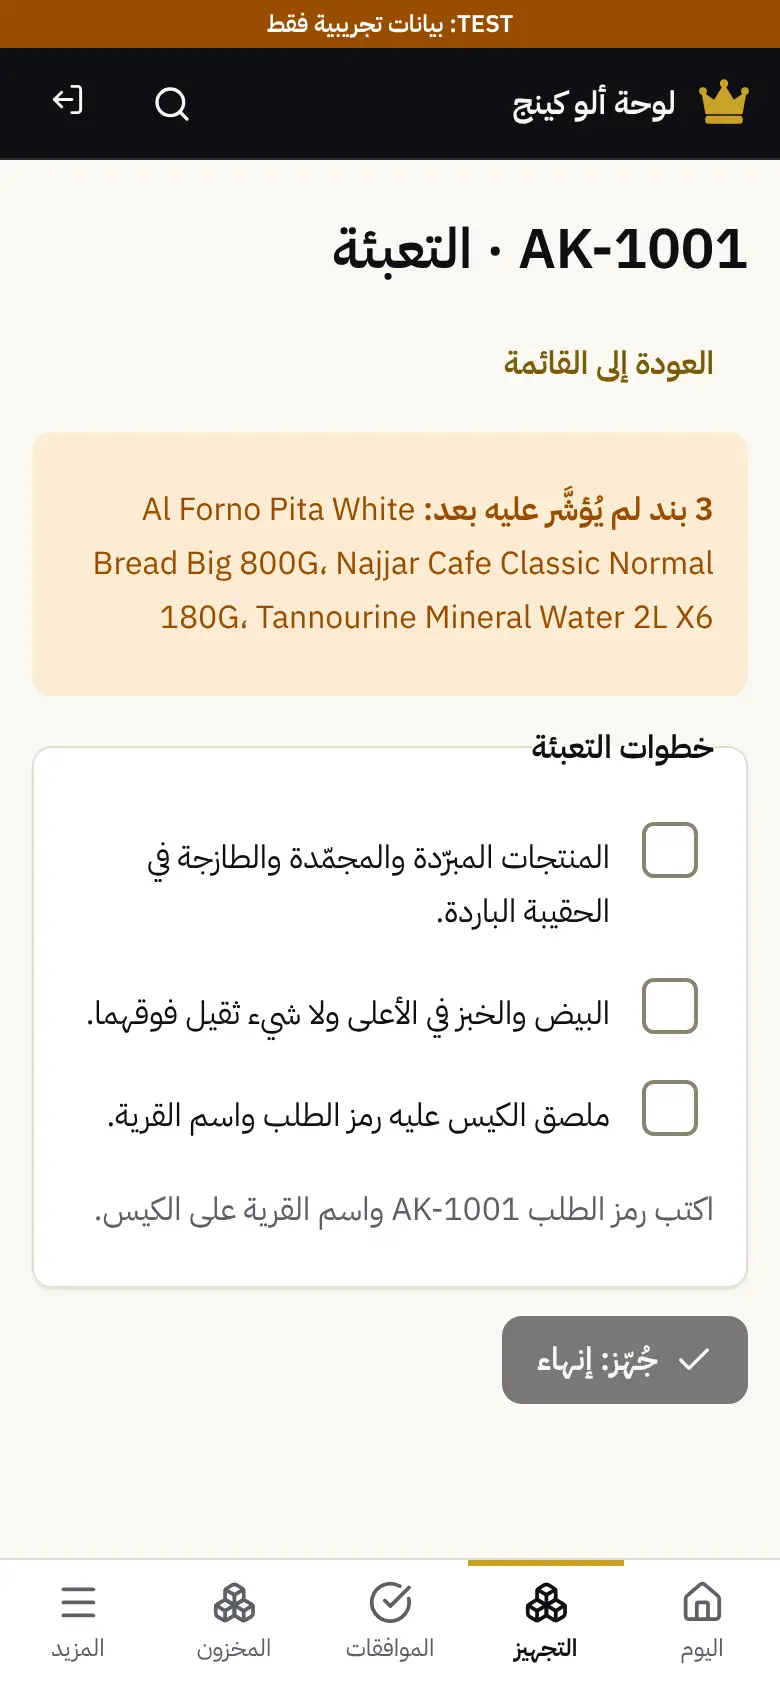 TEST: بيانات تجريبية فقط
لوحة ألو كينج
AK-1001 · التعبئة
العودة إلى القائمة
3 بند لم يُؤشَّر عليه بعد: Al Forno Pita White
Bread Big 800G، Najjar Cafe Classic Normal
180G، Tannourine Mineral Water 2L X6
خطوات التعبئة
المنتجات المبرّدة والمجمّدة والطازجة في
الحقيبة الباردة.
البيض والخبز في الأعلى ولا شيء ثقيل فوقهما.
ملصق الكيس عليه رمز الطلب واسم القرية.
اكتب رمز الطلب AK-1001 واسم القرية على الكيس.
جُهّز: إنهاء
اليوم
التجهيز
الموافقات
المخزون
المزيد